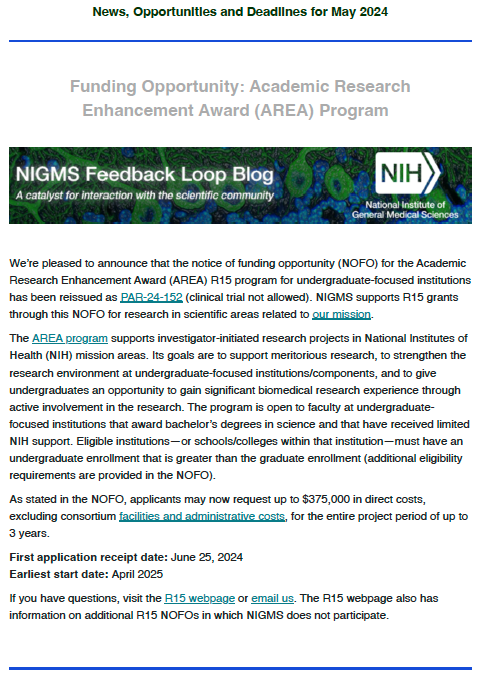 News, Opportunities and Deadlines for May 2024
Funding Opportunity: Academic Research
Enhancement Award (AREA) Program
NIGMS Feedback Loop Blog
A catalyst for interaction with the scientific community
NIH
National Institute of
General Medical Sciences
We're pleased to announce that the notice of funding opportunity (NOFO) for the Academic
Research Enhancement Award (AREA) R15 program for undergraduate-focused institutions
has been reissued as PAR-24-152 (clinical trial not allowed). NIGMS supports R15 grants
through this NOFO for research in scientific areas related to our mission.
The AREA program supports investigator-initiated research projects in National Institutes of
Health (NIH) mission areas. Its goals are to support meritorious research, to strengthen the
research environment at undergraduate-focused institutions/components, and to give
undergraduates an opportunity to gain significant biomedical research experience through
active involvement in the research. The program is open to faculty at undergraduate-
focused institutions that award bachelor's degrees in science and that have received limited
NIH support. Eligible institutions—or schools/colleges within that institution—must have an
undergraduate enrollment that is greater than the graduate enrollment (additional eligibility
requirements are provided in the NOFO).
As stated in the NOFO, applicants may now request up to $375,000 in direct costs,
excluding consortium facilities and administrative costs, for the entire project period of up to
3 years.
First application receipt date: June 25, 2024
Earliest start date: April 2025
If you have questions, visit the R15 webpage or email us. The R15 webpage also has
information on additional R15 NOFOs in which NIGMS does not participate.